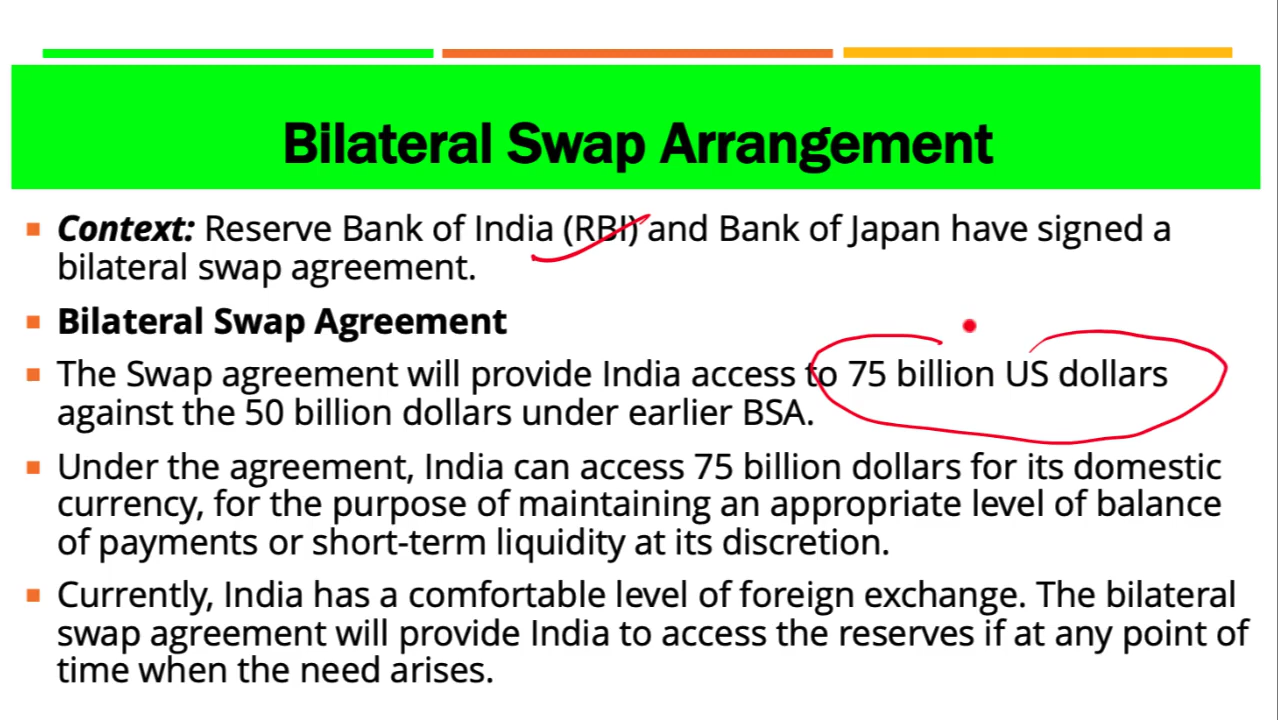 Bilateral Swap Arrangement
Context: Reserve Bank of India (RBI) and Bank of Japan have signed a
bilateral swap agreement.
Bilateral Swap Agreement
The Swap agreement will provide India access to 75 billion US dollars
against the 50 billion dollars under earlier BSA.
Under the agreement, India can access 75 billion dollars for its domestic
currency, for the purpose of maintaining an appropriate level of balance
of payments or short-term liquidity at its discretion.
Currently, India has a comfortable level of foreign exchange. The bilateral
swap agreement will provide India to access the reserves if at any point of
time when the need arises.